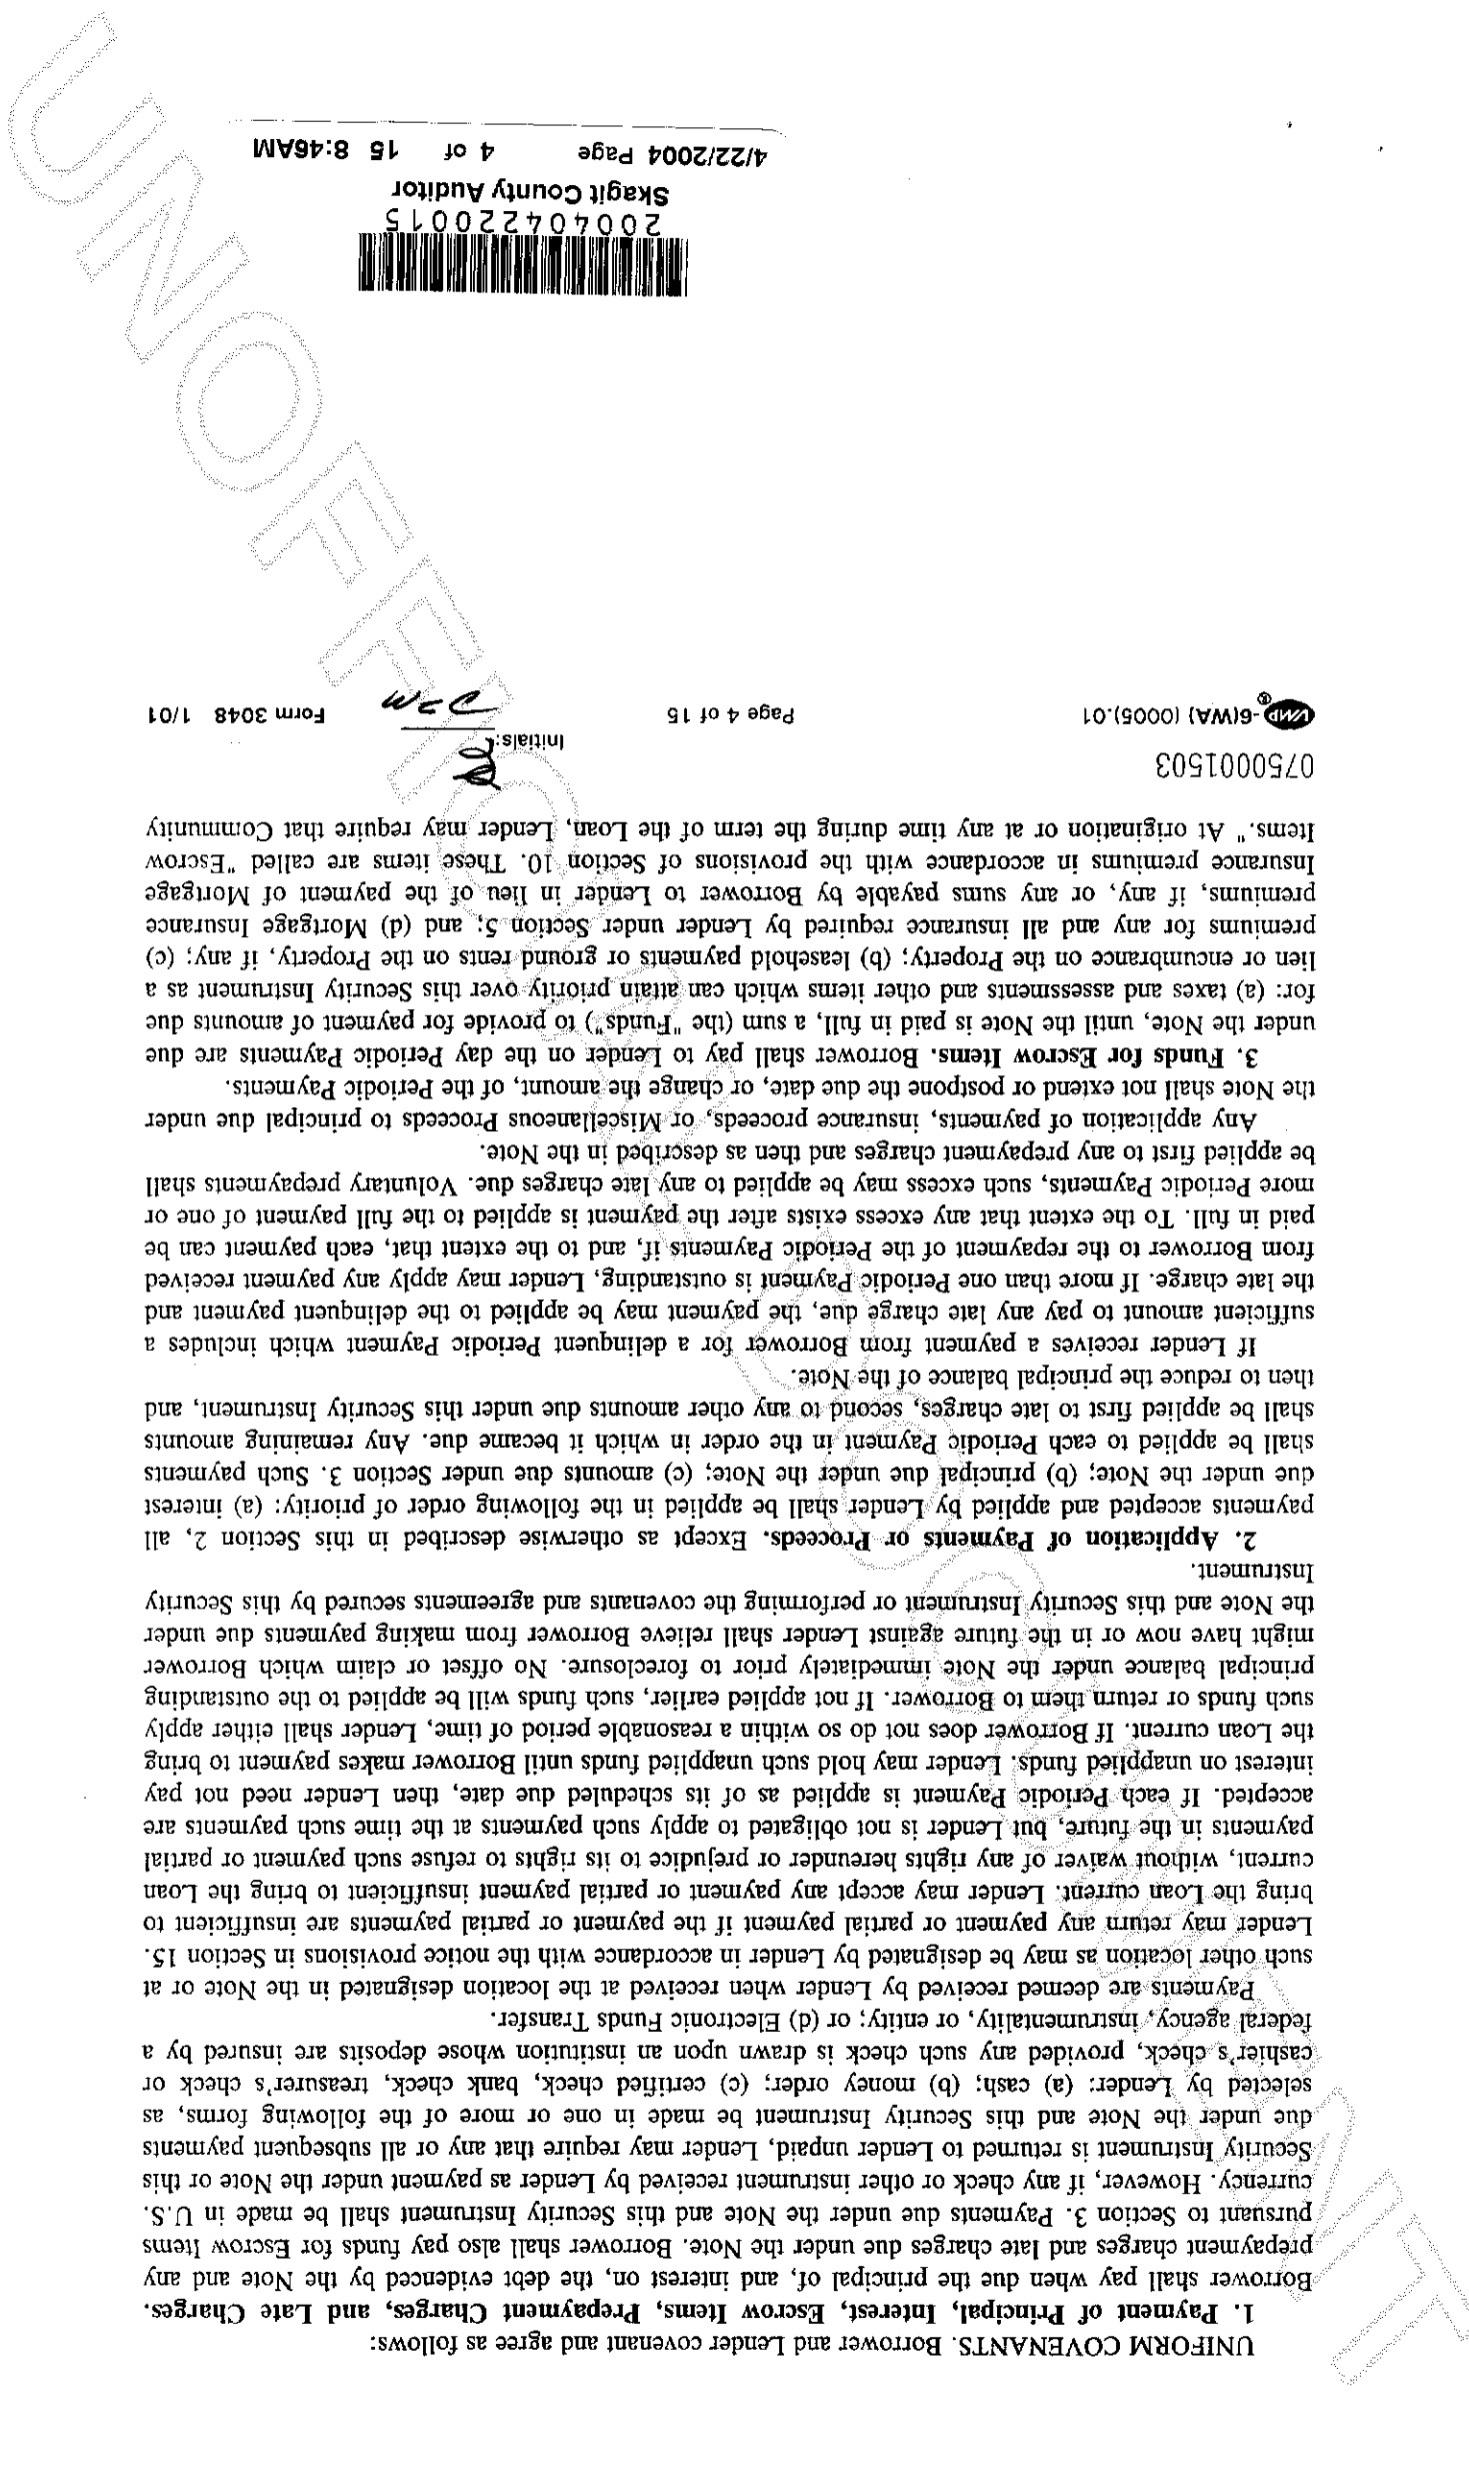 UNIFORM COVENANTS. Borrower and Lender covenant and agree as follows:
1. Payment of Principal, Interest, Escrow Items, Prepayment Charges, and Late Charges.
Borrower shall pay when due the principal of, and interest on, the debt evidenced by the Note and any
prepayment charges and late charges due under the Note. Borrower shall also pay funds for Escrow Items
pursuant to Section 3. Payments due under the Note and this Security Instrument shall be made in U.S.
currency. However, if any check or other instrument received by Lender as payment under the Note or this
Security Instrument is returned to Lender unpaid, Lender may require that any or all subsequent payments
due under the Note and this Security Instrument be made in one or more of the following forms, as
selected by Lender: (a) cash; (b) money order; (c) certified check, bank check, treasurer's check or
cashier's check, provided any such check is drawn upon an institution whose deposits are insured by a
federal agency, instrumentality, or entity; or (d) Electronic Funds Transfer.
Payments are deemed received by Lender when received at the location designated in the Note or at
such other location as may be designated by Lender in accordance with the notice provisions in Section 15.
Lender may return any payment or partial payment if the payment or partial payments are insufficient to
bring the Loan current. Lender may accept any payment or partial payment insufficient to bring the Loan
current, without waiver of any rights hereunder or prejudice to its rights to refuse such payment or partial
payments in the future, but Lender is not obligated to apply such payments at the time such payments are
accepted. If each Periodic Payment is applied as of its scheduled due date, then Lender need not pay
interest on unapplied funds. Lender may hold such unapplied funds until Borrower makes payment to bring
the Loan current. If Borrower does not do so within a reasonable period of time, Lender shall either apply
such funds or return them to Borrower. If not applied earlier, such funds will be applied to the outstanding
principal balance under the Note immediately prior to foreclosure. No offset or claim which Borrower
might have now or in the future against Lender shall relieve Borrower from making payments due under
the Note and this Security Instrument or performing the covenants and agreements secured by this Security
Instrument.
2. Application of Payments or Proceeds. Except as otherwise described in this Section 2, all
payments accepted and applied by Lender shall be applied in the following order of priority: (a) interest
due under the Note; (b) principal due under the Note; (c) amounts due under Section 3. Such payments
shall be applied to each Periodic Payment in the order in which it became due. Any remaining amounts
shall be applied first to late charges, second to any other amounts due under this Security Instrument, and
then to reduce the principal balance of the Note.
If Lender receives a payment from Borrower for a delinquent Periodic Payment which includes a
sufficient amount to pay any late charge due, the payment may be applied to the delinquent payment and
the late charge. If more than one Periodic Payment is outstanding, Lender may apply any payment received
from Borrower to the repayment of the Periodic Payments if, and to the extent that, each payment can be
paid in full. To the extent that any excess exists after the payment is applied to the full payment of one or
more Periodic Payments, such excess may be applied to any late charges due. Voluntary prepayments shall
be applied first to any prepayment charges and then as described in the Note.
Any application of payments, insurance proceeds, or Miscellaneous Proceeds to principal due under
the Note shall not extend or postpone the due date, or change the amount, of the Periodic Payments.
3. Funds for Escrow Items. Borrower shall pay to Lender on the day Periodic Payments are due
under the Note, until the Note is paid in full, a sum (the "Funds") to provide for payment of amounts due
for: (a) taxes and assessments and other items which can attain priority over this Security Instrument as a
lien or encumbrance on the Property; (b) leasehold payments or ground rents on the Property, if any; (c)
premiums for any and all insurance required by Lender under Section 5; and (d) Mortgage Insurance
premiums, if any, or any sums payable by Borrower to Lender in lieu of the payment of Mortgage
Insurance premiums in accordance with the provisions of Section 10. These items are called "Escrow
Items." At origination or at any time during the term of the Loan, Lender may require that Community
0750001503
Initials:
VMP®-6(WA) (0005).01 Page 4 of 15 Form 3048 1/01
200404220015
Skagit County Auditor
4/22/2004 Page 4 of 15 8:46AM
UNOFFICIAL DOCUMENT